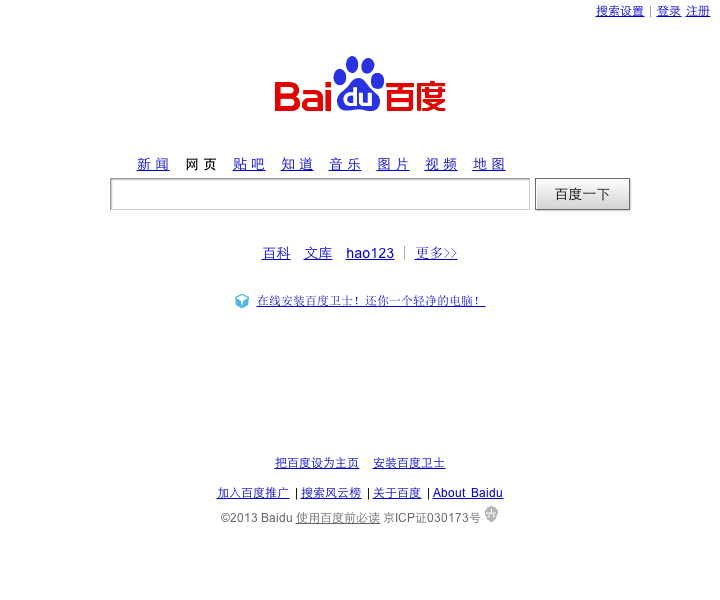 搜索设置 | 登录 注册
Bai du 百度
新 闻 网 页 贴 吧 知 道 音 乐 图 片 视 频 地 图
百度一下
百科 文库 hao123 | 更多>>
在线安装百度卫士！还你一个轻净的电脑！
把百度设为主页 安装百度卫士
加入百度推广 | 搜索风云榜 | 关于百度 | About Baidu
©2013 Baidu 使用百度前必读 京ICP证030173号